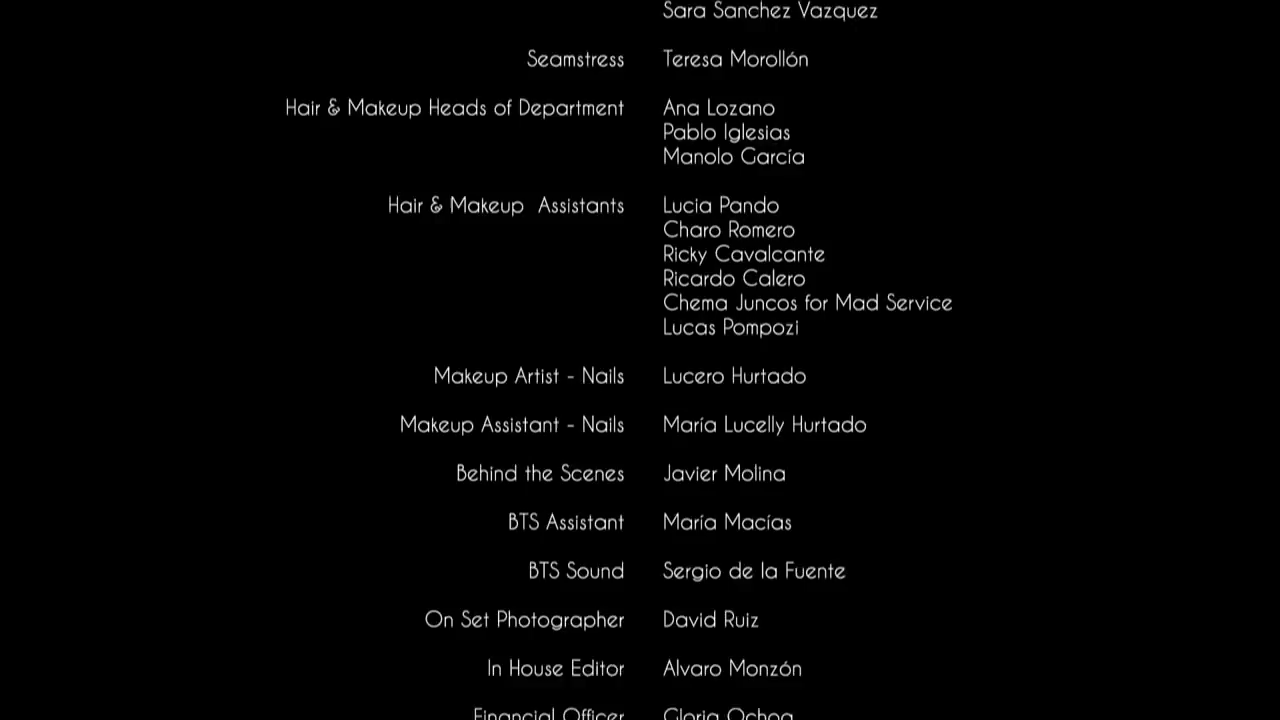 Sara Sanchez Vazquez
Seamstress Teresa Morollón
Hair & Makeup Heads of Department Ana Lozano
Pablo Iglesias
Manolo García
Hair & Makeup Assistants Lucia Pando
Charo Romero
Ricky Cavalcante
Ricardo Calero
Chema Juncos for Mad Service
Lucas Pompozi
Makeup Artist - Nails Lucero Hurtado
Makeup Assistant - Nails María Lucelly Hurtado
Behind the Scenes Javier Molina
BTS Assistant María Macías
BTS Sound Sergio de la Fuente
On Set Photographer David Ruiz
In House Editor Alvaro Monzón
Financial Officer Gloria Ochoa